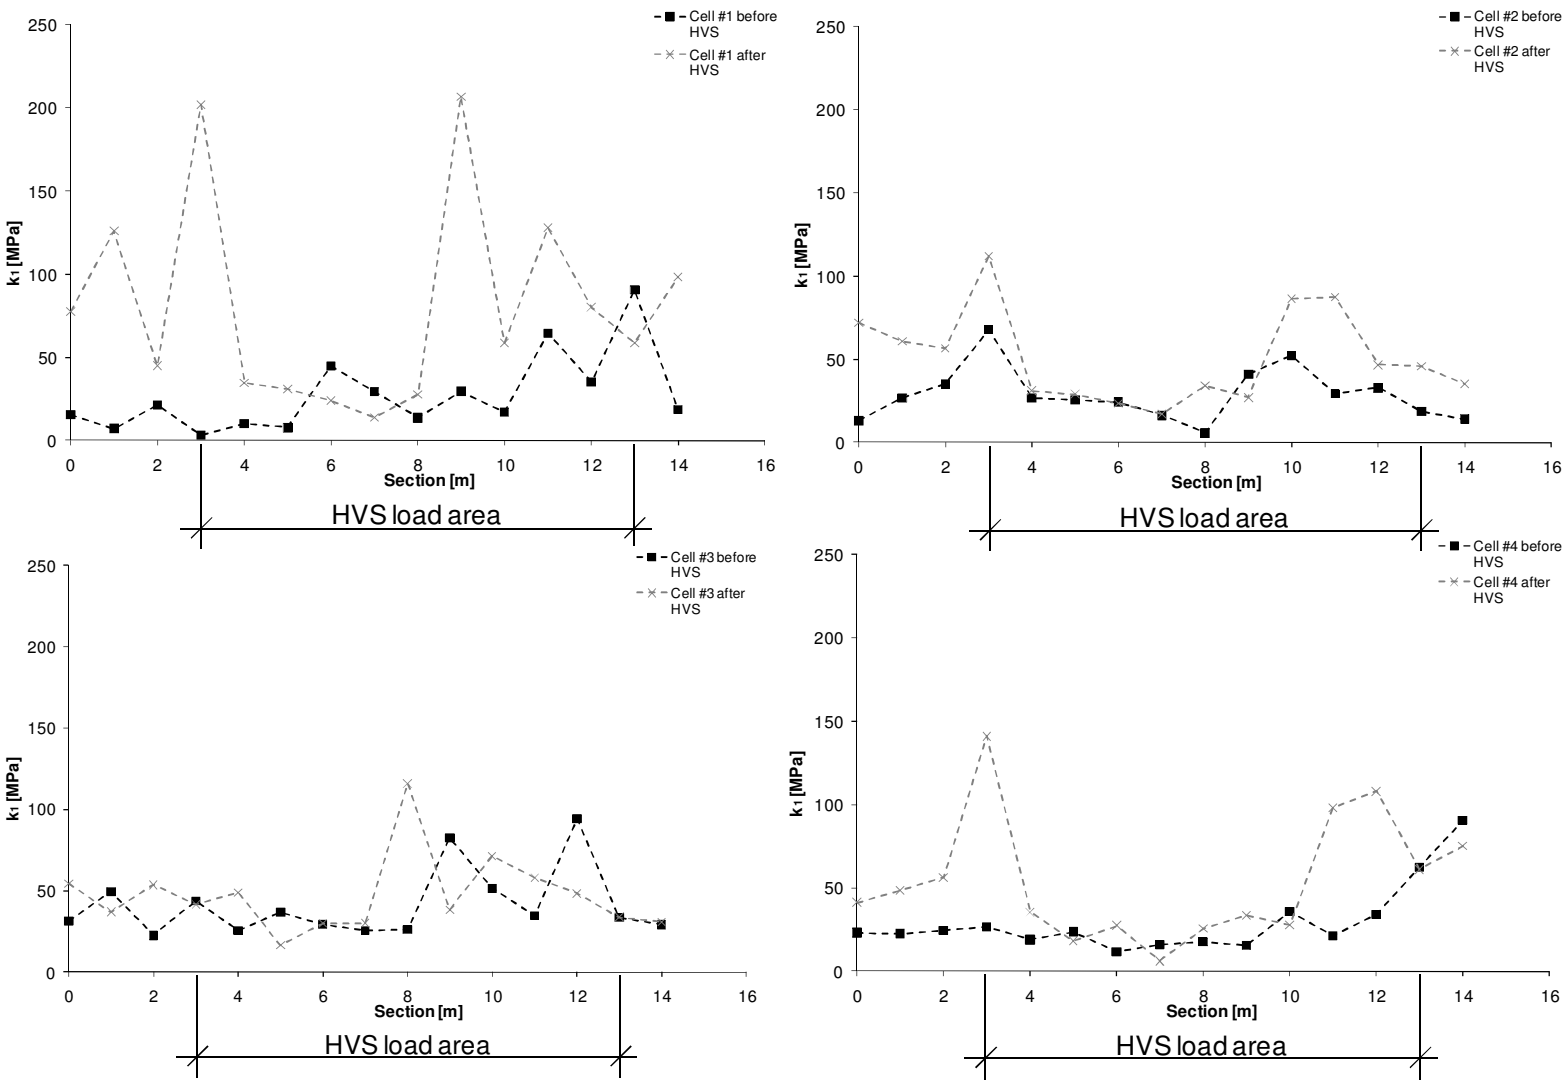 250
200
150
100
50
0
k1 [MPa]
0 2 4 6 8 10 12 14 16
Section [m]
HVS load area
Cell #1 before
HVS
Cell #1 after
HVS
250
200
150
100
50
0
k1 [MPa]
0 2 4 6 8 10 12 14 16
Section [m]
HVS load area
Cell #2 before
HVS
Cell #2 after
HVS
250
200
150
100
50
0
k1 [MPa]
0 2 4 6 8 10 12 14 16
Section [m]
HVS load area
Cell #3 before
HVS
Cell #3 after
HVS
250
200
150
100
50
0
k1 [MPa]
0 2 4 6 8 10 12 14 16
Section [m]
HVS load area
Cell #4 before
HVS
Cell #4 after
HVS